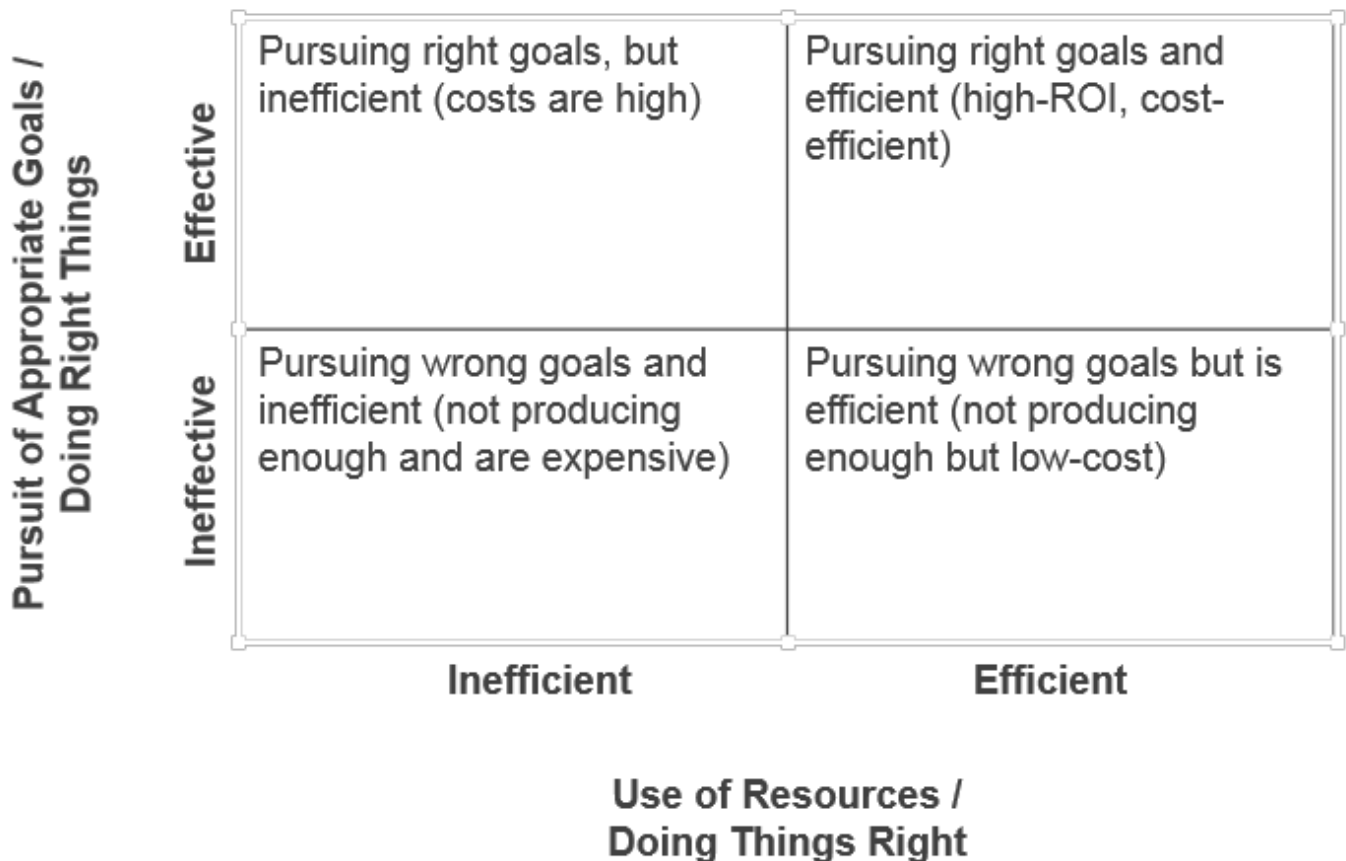 Pursuit of Appropriate Goals /
Doing Right Things
Effective
Pursuing right goals, but
inefficient (costs are high)
Pursuing right goals and
efficient (high-ROI, cost-
efficient)
Ineffective
Pursuing wrong goals and
inefficient (not producing
enough and are expensive)
Pursuing wrong goals but is
efficient (not producing
enough but low-cost)
Inefficient
Efficient
Use of Resources /
Doing Things Right